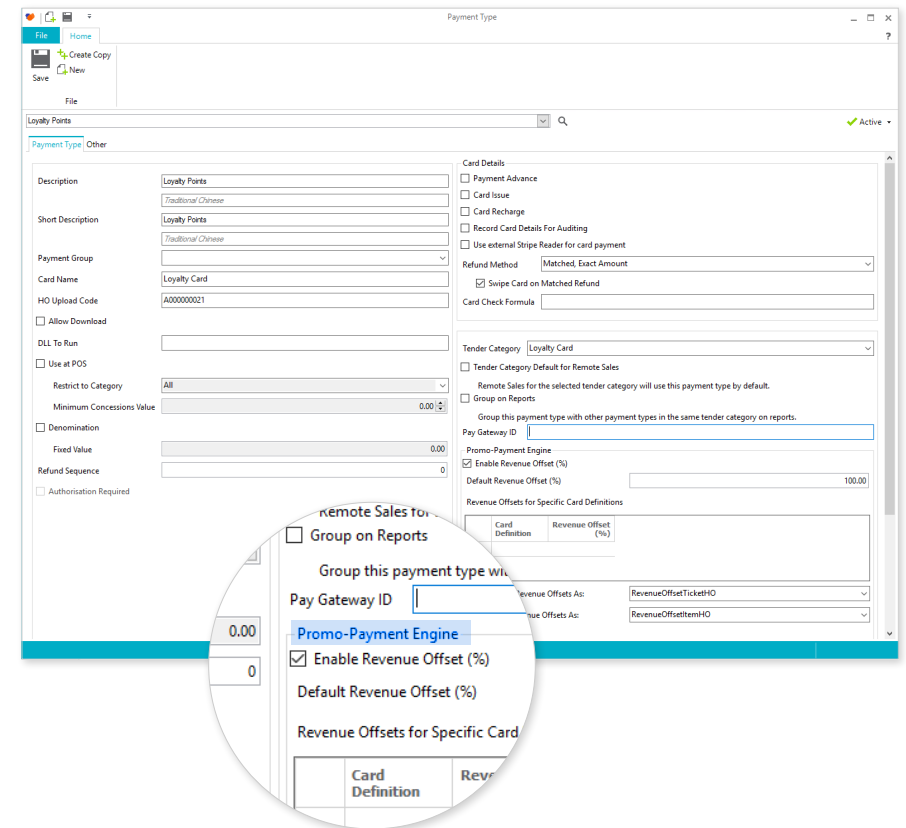 Payment Type
File Home ?
Save
Create Copy
New
File
Loyalty Points
Active
Payment Type Other
Description Loyalty Points
Traditional Chinese
Short Description Loyalty Points
Traditional Chinese
Payment Group
Card Name Loyalty Card
HO Upload Code A000000021
Allow Download
DLL To Run
Use at POS
Restrict to Category All
Minimum Concessions Value 0.00
Denomination
Fixed Value 0.00
Refund Sequence 0
Authorisation Required
Card Details
Payment Advance
Card Issue
Card Recharge
Record Card Details For Auditing
Use external Stripe Reader for card payment
Refund Method Matched, Exact Amount
Swipe Card on Matched Refund
Card Check Formula
Tender Category Loyalty Card
Tender Category Default for Remote Sales
Remote Sales for the selected tender category will use this payment type by default.
Group on Reports
Group this payment type with other payment types in the same tender category on reports.
Pay Gateway ID
Promo-Payment Engine
Enable Revenue Offset (%)
Default Revenue Offset (%) 100.00
Revenue Offsets for Specific Card Definitions
Card Revenue Offset
Definition (%)
Revenue Offsets As: RevenueOffsetTicketHO
Offsets As: RevenueOffsetItemHO
Remote Sales for
Group on Reports
Group this payment type
Pay Gateway ID
0.00 Promo-Payment Engine
Enable Revenue Offset (%)
0
Default Revenue Offset (%)
Revenue Offsets for Specific Card
Card
Definition